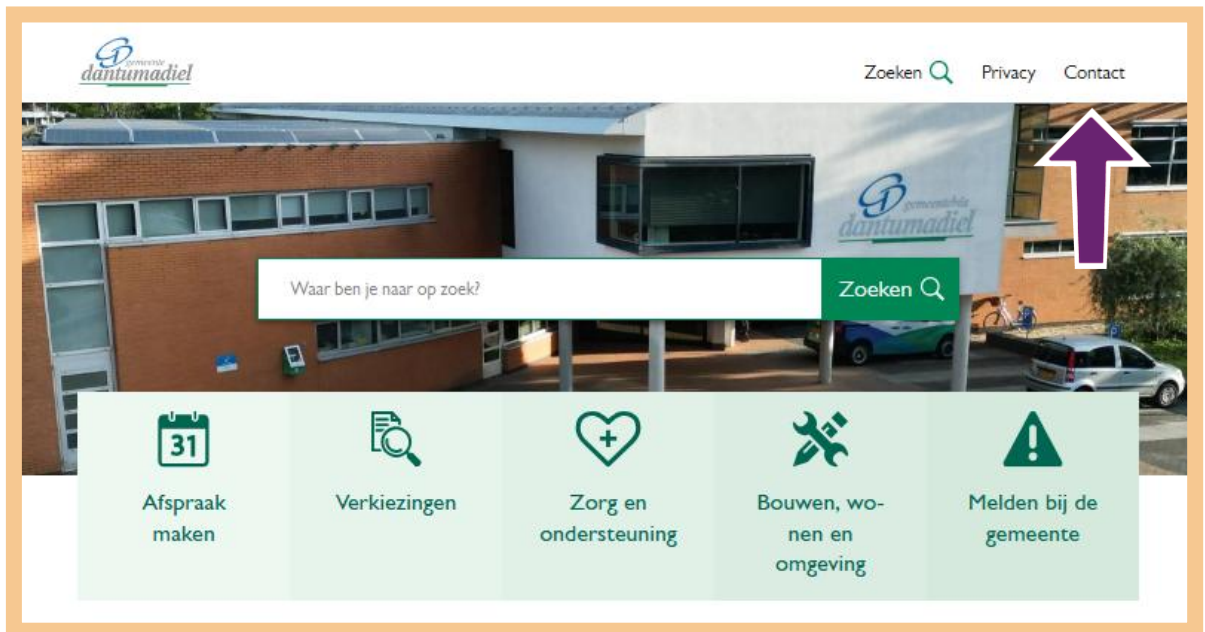 gemeente
dantumadiel
Zoeken Privacy Contact
gemeentehûs
dantumadiel
Waar ben je naar op zoek? Zoeken
31
Afspraak
maken
Verkiezingen
Zorg en
ondersteuning
Bouwen, wo-
nen en
omgeving
Melden bij de
gemeente